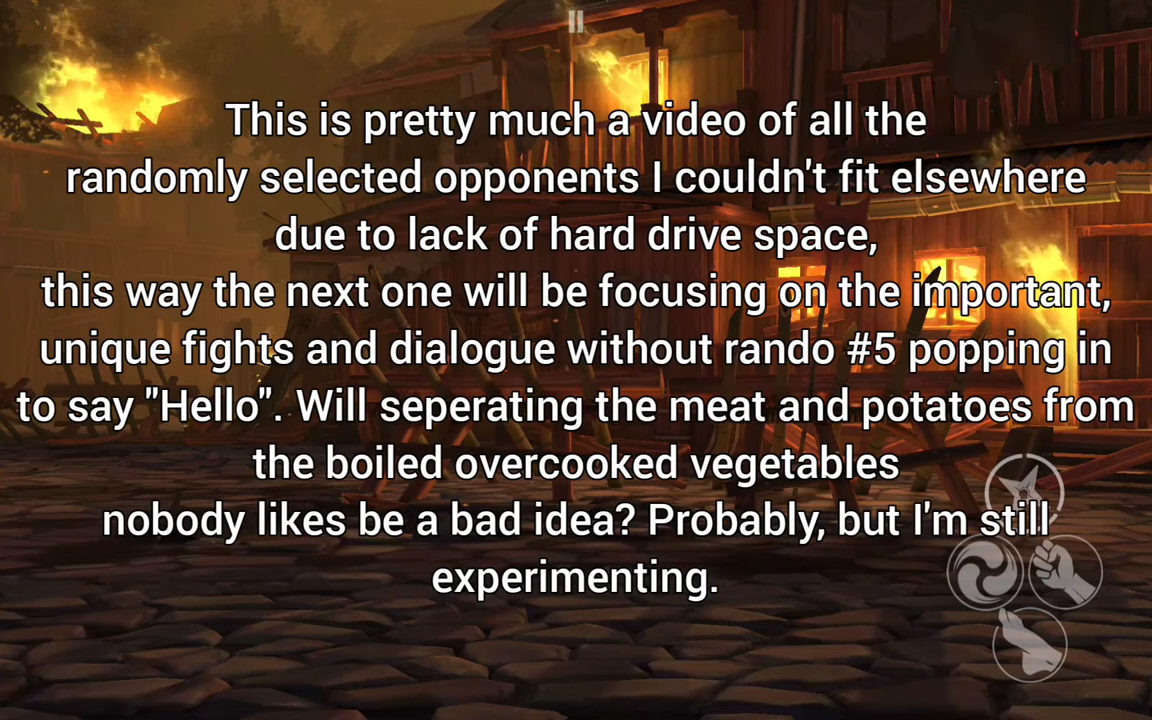 This is pretty much a video of all the
randomly selected opponents I couldn't fit elsewhere
due to lack of hard drive space,
this way the next one will be focusing on the important,
unique fights and dialogue without rando #5 popping in
to say "Hello". Will seperating the meat and potatoes from
the boiled overcooked vegetables
nobody likes be a bad idea? Probably, but I'm still
experimenting.